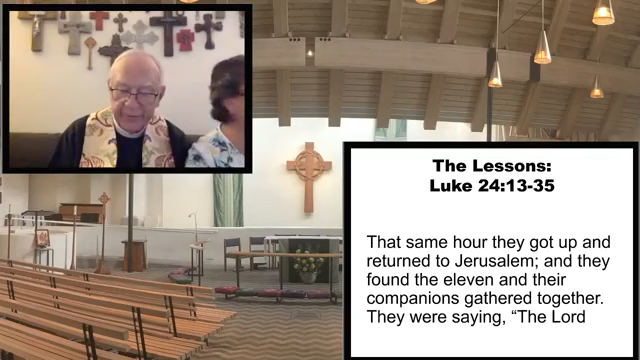 The Lessons:
Luke 24:13-35
That same hour they got up and
returned to Jerusalem; and they
found the eleven and their
companions gathered together.
They were saying, “The Lord